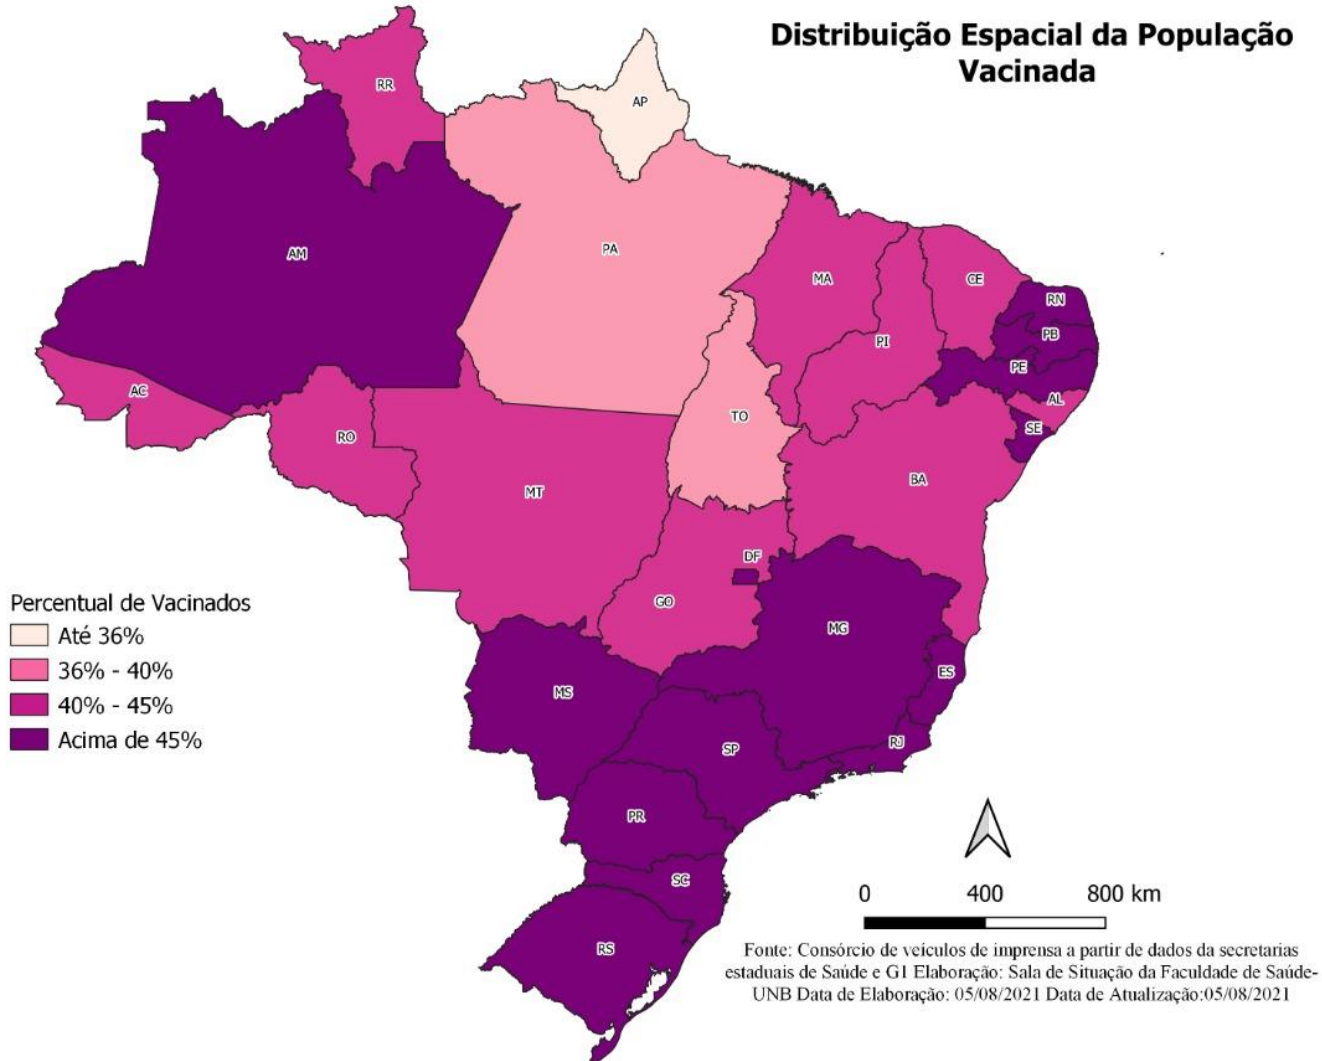 Distribuição Espacial da População
Vacinada
RR
AP
AM
PA
MA
CE
RN
PB
PI
PE
AC
AL
TO
SE
RO
BA
MT
DF
GO
MG
ES
MS
RJ
SP
PR
SC
RS
Percentual de Vacinados
Até 36%
36% - 40%
40% - 45%
Acima de 45%
0 400 800 km
Fonte: Consórcio de veículos de imprensa a partir de dados da secretarias
estaduais de Saúde e G1 Elaboração: Sala de Situação da Faculdade de Saúde-
UNB Data de Elaboração: 05/08/2021 Data de Atualização:05/08/2021